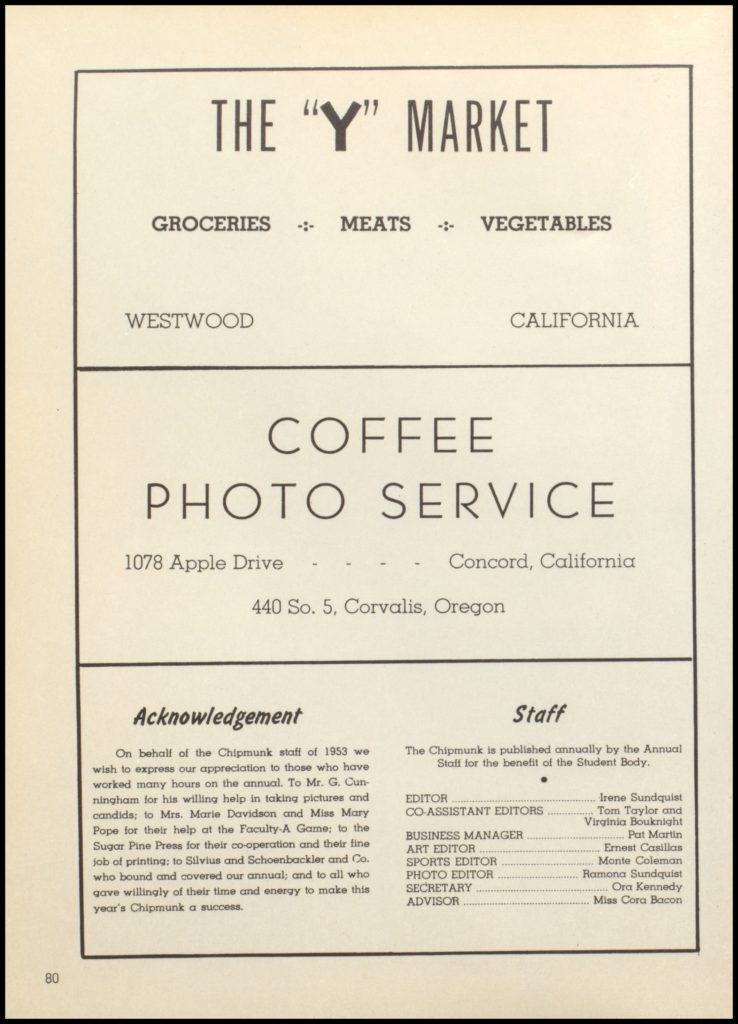 THE "Y" MARKET
GROCERIES -:- MEATS -:- VEGETABLES
WESTWOOD CALIFORNIA
COFFEE
PHOTO SERVICE
1078 Apple Drive - - - - Concord, California
440 So. 5, Corvalis, Oregon
Acknowledgement
On behalf of the Chipmunk staff of 1953 we
wish to express our appreciation to those who have
worked many hours on the annual. To Mr. G. Cun-
ningham for his willing help in taking pictures and
candids; to Mrs. Marie Davidson and Miss Mary
Pope for their help at the Faculty-A Game; to the
Sugar Pine Press for their co-operation and their fine
job of printing; to Silvius and Schoenbackler and Co.
who bound and covered our annual; and to all who
gave willingly of their time and energy to make this
year's Chipmunk a success.
Staff
The Chipmunk is published annually by the Annual
Staff for the benefit of the Student Body.
•
EDITOR ........................................ Irene Sundquist
CO-ASSISTANT EDITORS .............. Tom Taylor and
Virginia Bouknight
BUSINESS MANAGER ........................... Pat Martin
ART EDITOR .................................. Ernest Casillas
SPORTS EDITOR ......................... Monte Coleman
PHOTO EDITOR ..................... Ramona Sundquist
SECRETARY ..................................... Ora Kennedy
ADVISOR ................................... Miss Cora Bacon
80